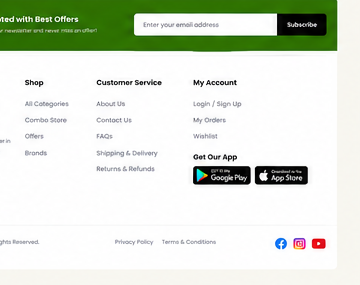 ted with Best Offers
ur newsletter and never miss an offer!
Enter your email address
Subscribe
Shop
All Categories
Combo Store
Offers
Brands
Customer Service
About Us
Contact Us
FAQs
Shipping & Delivery
Returns & Refunds
My Account
Login / Sign Up
My Orders
Wishlist
Get Our App
GET IT ON
Google Play
Download on the
App Store
er in
ghts Reserved.
Privacy Policy
Terms & Conditions